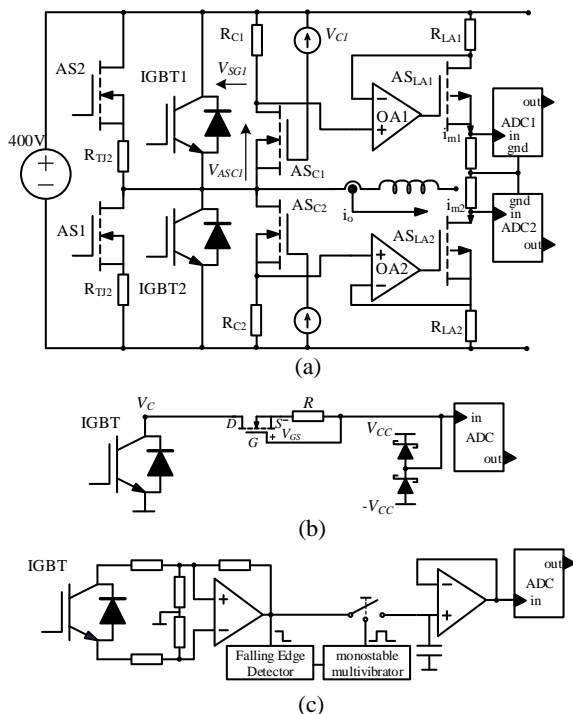 AS2
IGBT1
R_C1
V_C1
R_LA1
AS_LA1
V_SG1
400V
R_TJ2
OA1
ADC1
out
in
gnd
i_m1
V_ASC1
AS_C1
AS1
AS_C2
i_o
i_m2
gnd
in
ADC2
out
AS_LA2
OA2
R_TJ2
IGBT2
R_C2
R_LA2
(a)
IGBT
V_C
D
S
R
G
+
V_GS
−
V_CC
-V_CC
in
ADC
out
(b)
IGBT
out
ADC
in
Falling Edge
Detector
monostable
multivibrator
(c)